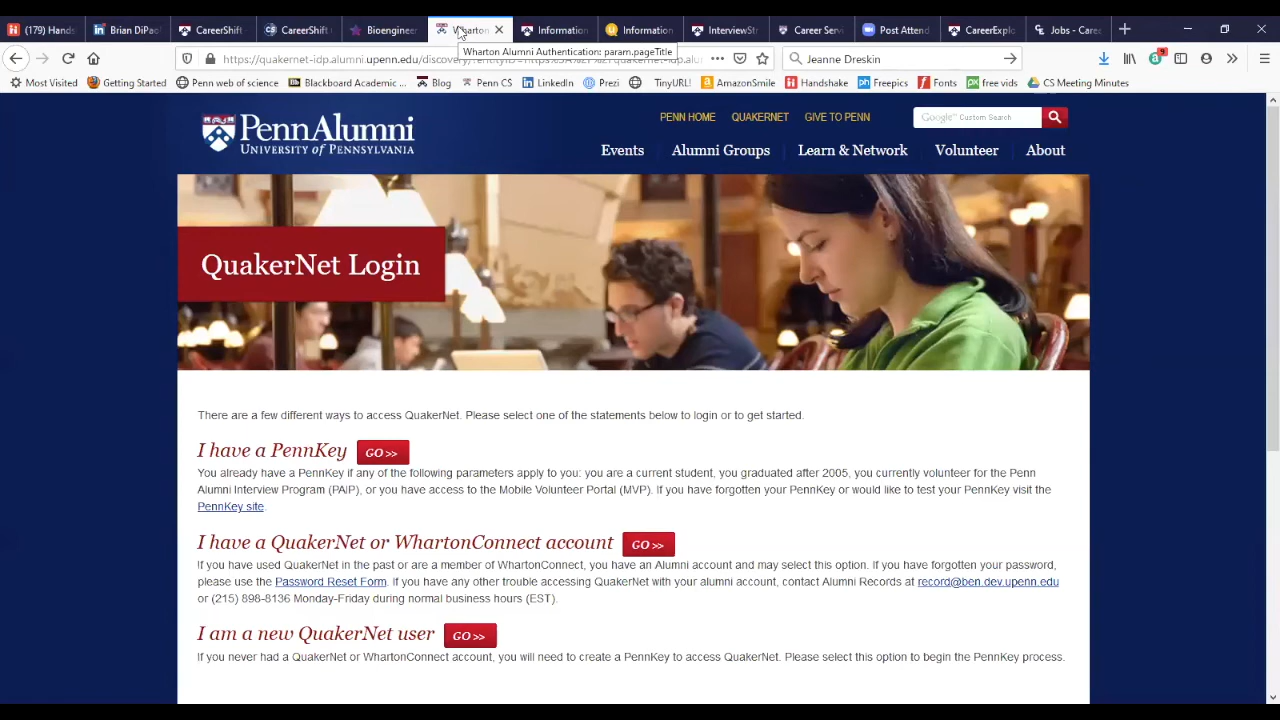 (179) Hands
Brian DiPao
CareerShift
CareerShift
Bioengineer
Wharton
Information
Information
InterviewStr
Career Serv
Post Attend
CareerExplo
Jobs - Care
Wharton Alumni Authentication: param.pageTitle
Jeanne Dreskin
9
Most Visited
Getting Started
Penn web of science
Blackboard Academic ...
Blog
Penn CS
LinkedIn
Prezi
TinyURL!
AmazonSmile
Handshake
Freepics
Fonts
free vids
CS Meeting Minutes
PennAlumni
UNIVERSITY of PENNSYLVANIA
PENN HOME QUAKERNET GIVE TO PENN
Google Custom Search
Events Alumni Groups Learn & Network Volunteer About
QuakerNet Login
There are a few different ways to access QuakerNet. Please select one of the statements below to login or to get started.
I have a PennKey GO >>
You already have a PennKey if any of the following parameters apply to you: you are a current student, you graduated after 2005, you currently volunteer for the Penn
Alumni Interview Program (PAIP), or you have access to the Mobile Volunteer Portal (MVP). If you have forgotten your PennKey or would like to test your PennKey visit the
PennKey site.
I have a QuakerNet or WhartonConnect account GO >>
If you have used QuakerNet in the past or are a member of WhartonConnect, you have an Alumni account and may select this option. If you have forgotten your password,
please use the Password Reset Form. If you have any other trouble accessing QuakerNet with your alumni account, contact Alumni Records at record@ben.dev.upenn.edu
or (215) 898-8136 Monday-Friday during normal business hours (EST).
I am a new QuakerNet user GO >>
If you never had a QuakerNet or WhartonConnect account, you will need to create a PennKey to access QuakerNet. Please select this option to begin the PennKey process.